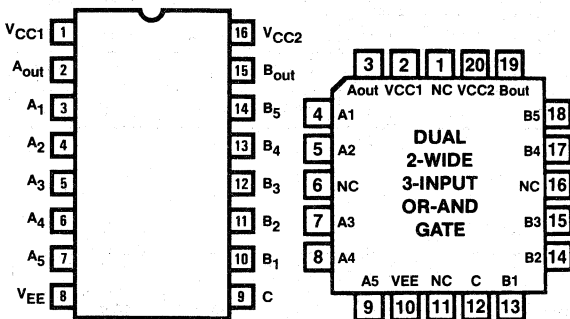 VCC1 1 16 VCC2
Aout 2 15 Bout
A1 3 14 B5
A2 4 13 B4
A3 5 12 B3
A4 6 11 B2
A5 7 10 B1
VEE 8 9 C
3 2 1 20 19
Aout VCC1 NC VCC2 Bout
4 A1 B5 18
5 A2 B4 17
6 NC NC 16
7 A3 B3 15
8 A4 B2 14
DUAL
2-WIDE
3-INPUT
OR-AND
GATE
A5 VEE NC C B1
9 10 11 12 13